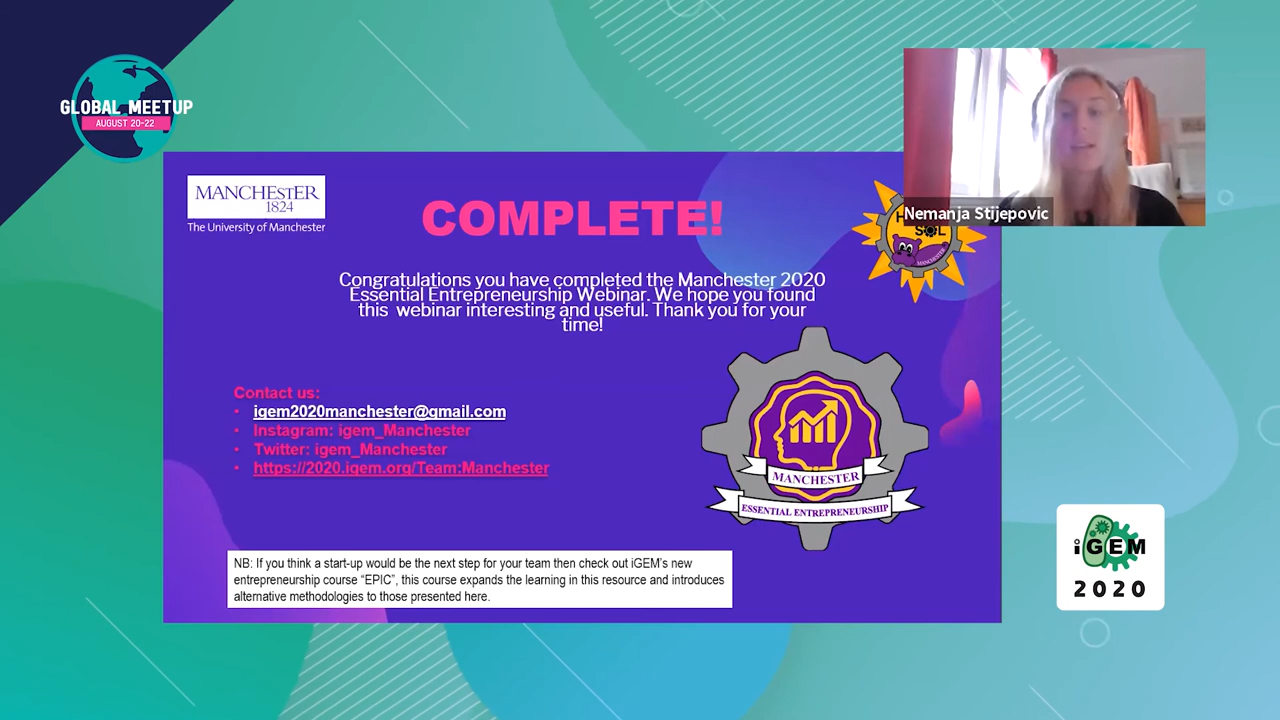 GLOBAL MEETUP
AUGUST 20-22
MANCHESTER
1824
The University of Manchester
COMPLETE!
Nemanja Stijepovic
SOL
MANCHESTER
Congratulations you have completed the Manchester 2020
Essential Entrepreneurship Webinar. We hope you found
this webinar interesting and useful. Thank you for your
time!
Contact us:
• igem2020manchester@gmail.com
• Instagram: igem_Manchester
• Twitter: igem_Manchester
• https://2020.igem.org/Team:Manchester
MANCHESTER
ESSENTIAL ENTREPRENEURSHIP
NB: If you think a start-up would be the next step for your team then check out iGEM's new
entrepreneurship course “EPIC”, this course expands the learning in this resource and introduces
alternative methodologies to those presented here.
iGEM
2020